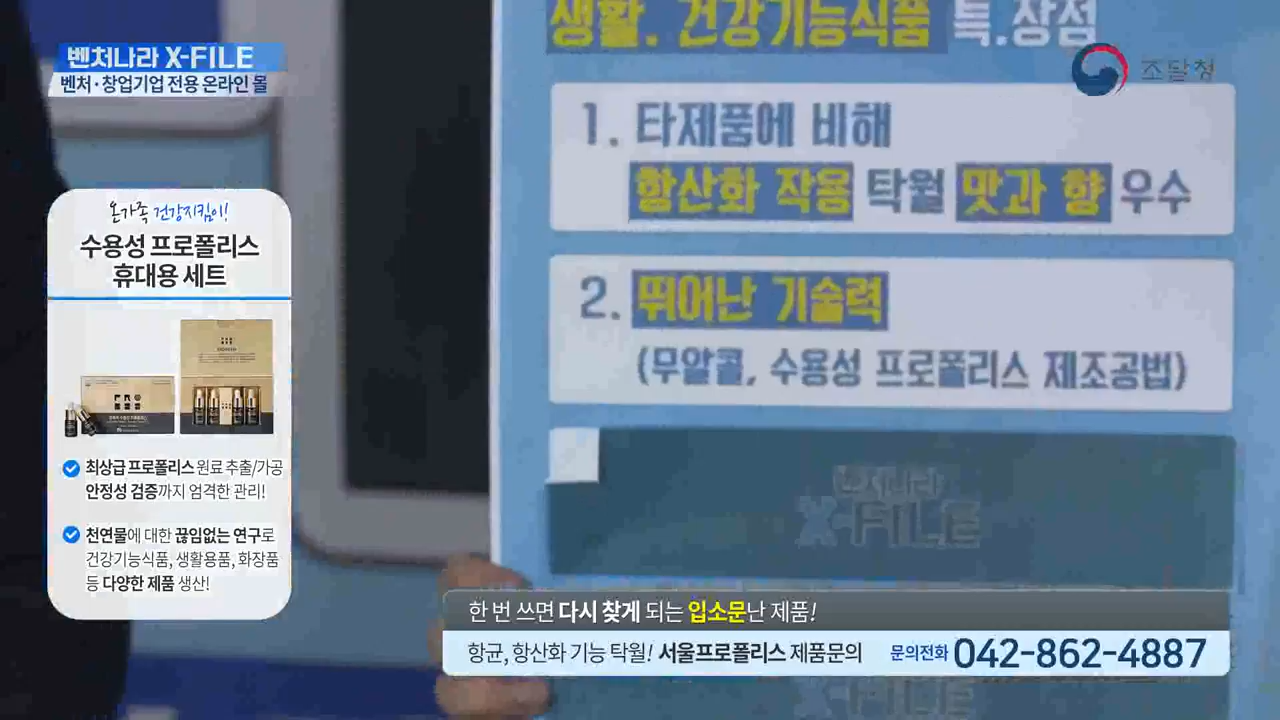 생활. 건강기능식품 특.장점
벤처나라 X-FILE
벤처·창업기업 전용 온라인 몰
조달청
1. 타제품에 비해
항산화 작용 탁월 맛과 향 우수
2. 뛰어난 기술력
(무알콜, 수용성 프로폴리스 제조공법)
온가족 건강지킴이!
수용성 프로폴리스
휴대용 세트
최상급 프로폴리스 원료 추출/가공
안정성 검증까지 엄격한 관리!
천연물에 대한 끊임없는 연구로
건강기능식품, 생활용품, 화장품
등 다양한 제품 생산!
벤처나라
X-FILE
한 번 쓰면 다시 찾게 되는 입소문난 제품!
항균, 항산화 기능 탁월! 서울프로폴리스 제품문의 문의전화 042-862-4887
X-FILE